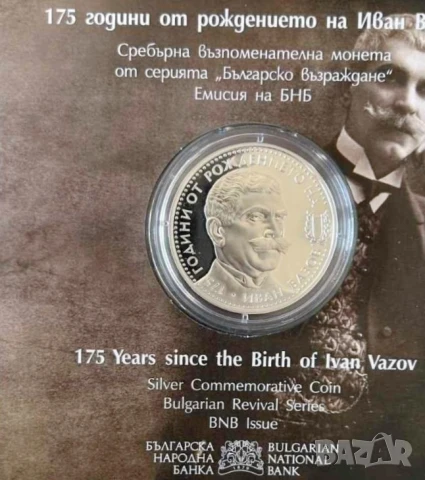 175 години от рождението на Иван В
Сребърна възпоменателна монета
от серията „Българско възраждане“
Емисия на БНБ
175 ГОДИНИ ОТ РОЖДЕНИЕТО НА
ИВАН ВАЗОВ
175 Years since the Birth of Ivan Vazov
Silver Commemorative Coin
Bulgarian Revival Series
BNB Issue
БЪЛГАРСКА
НАРОДНА
БАНКА
BULGARIAN
NATIONAL
BANK
BAZAR